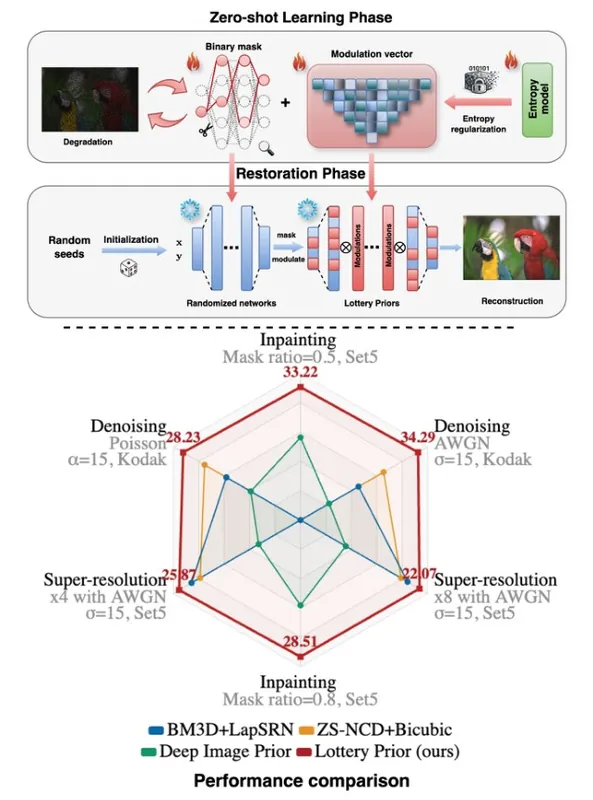 Zero-shot Learning Phase
Binary mask
Modulation vector
010101
Entropy
regularization
Entropy
model
Degradation
Restoration Phase
Random
seeds
Initialization
x
y
mask
modulate
Modulations
Modulations
Randomized networks
Lottery Priors
Reconstruction
Inpainting
Mask ratio=0.5, Set5
33.22
Denoising
Poisson
α=15, Kodak
28.23
Denoising
AWGN
σ=15, Kodak
34.29
Super-resolution
x4 with AWGN
σ=15, Set5
25.87
Super-resolution
x8 with AWGN
σ=15, Set5
22.07
28.51
Inpainting
Mask ratio=0.8, Set5
BM3D+LapSRN ZS-NCD+Bicubic
Deep Image Prior Lottery Prior (ours)
Performance comparison